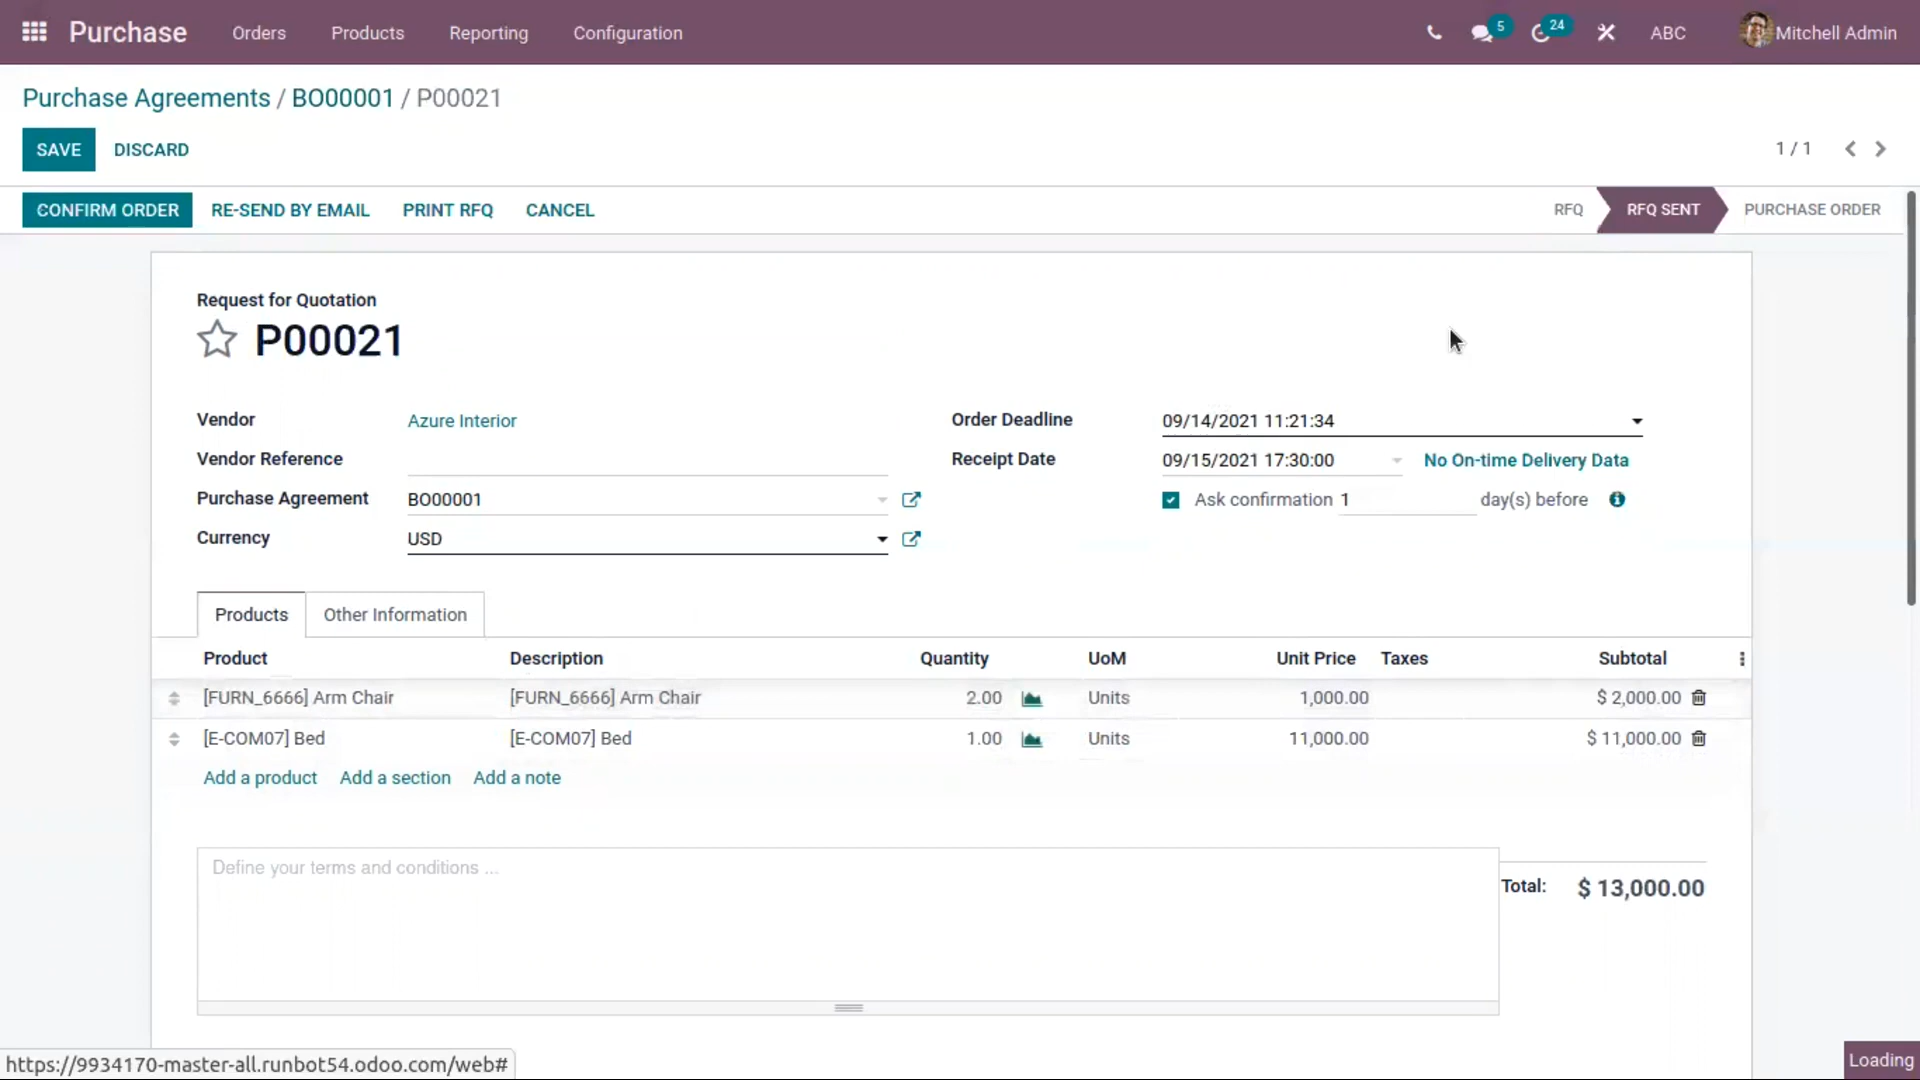 Purchase Orders Products Reporting Configuration 5 24 ABC Mitchell Admin
Purchase Agreements / BO00001 / P00021
SAVE DISCARD 1 / 1
CONFIRM ORDER RE-SEND BY EMAIL PRINT RFQ CANCEL RFQ RFQ SENT PURCHASE ORDER
Request for Quotation
P00021
Vendor Azure Interior Order Deadline 09/14/2021 11:21:34
Vendor Reference Receipt Date 09/15/2021 17:30:00 No On-time Delivery Data
Purchase Agreement BO00001 Ask confirmation 1 day(s) before
Currency USD
Products Other Information
Product Description Quantity UoM Unit Price Taxes Subtotal
[FURN_6666] Arm Chair [FURN_6666] Arm Chair 2.00 Units 1,000.00 $ 2,000.00
[E-COM07] Bed [E-COM07] Bed 1.00 Units 11,000.00 $ 11,000.00
Add a product Add a section Add a note
Define your terms and conditions ...
Total: $ 13,000.00
https://9934170-master-all.runbot54.odoo.com/web# Loading